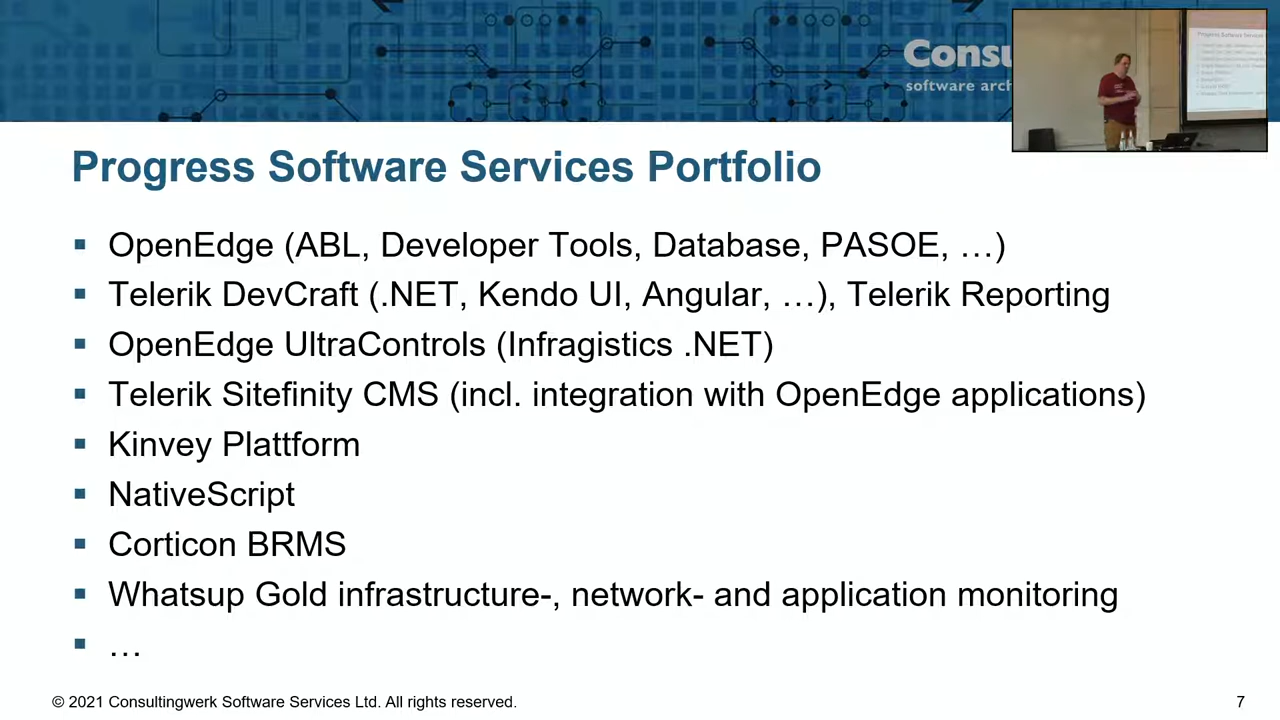 Consu
software arch
Progress Software Services Portfolio
▪ OpenEdge (ABL, Developer Tools, Database, PASOE, …)
▪ Telerik DevCraft (.NET, Kendo UI, Angular, …), Telerik Reporting
▪ OpenEdge UltraControls (Infragistics .NET)
▪ Telerik Sitefinity CMS (incl. integration with OpenEdge applications)
▪ Kinvey Plattform
▪ NativeScript
▪ Corticon BRMS
▪ Whatsup Gold infrastructure-, network- and application monitoring
▪ …
© 2021 Consultingwerk Software Services Ltd. All rights reserved.
7